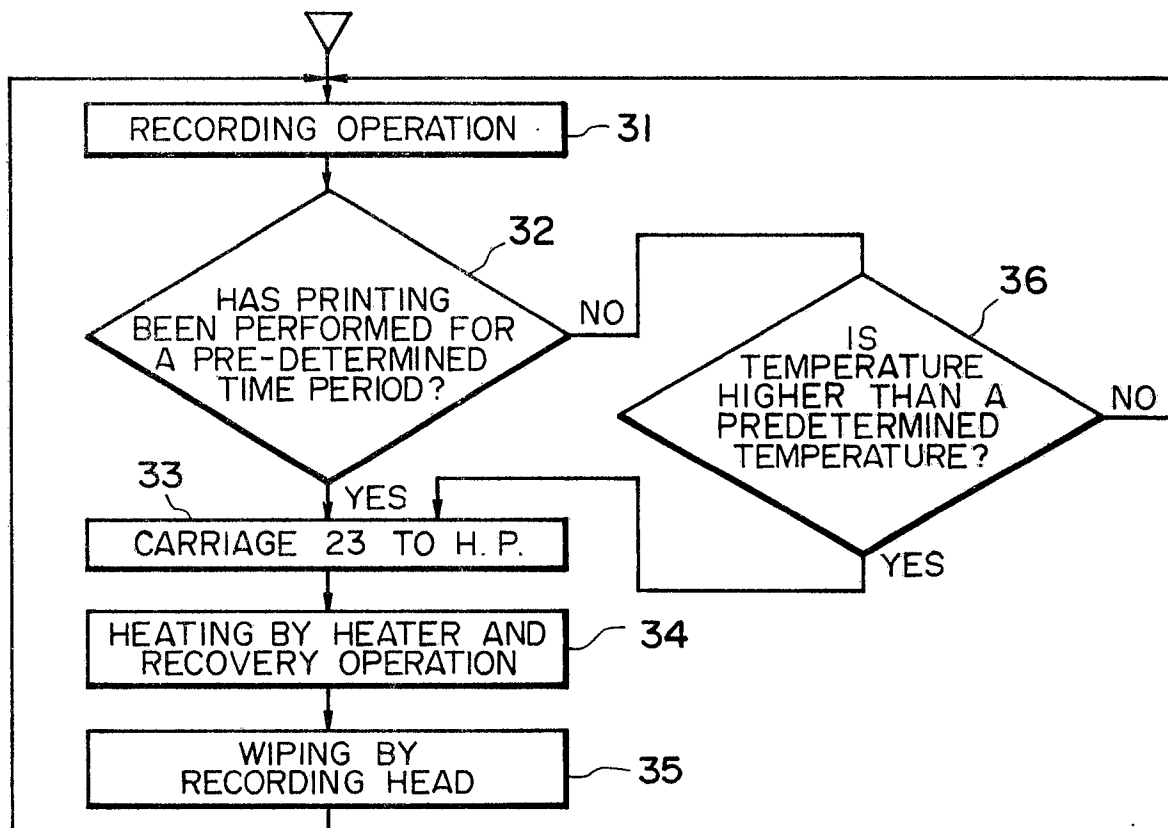 RECORDING OPERATION
31
32
HAS PRINTING
BEEN PERFORMED FOR
A PRE-DETERMINED
TIME PERIOD?
NO
36
IS
TEMPERATURE
HIGHER THAN A
PREDETERMINED
TEMPERATURE?
NO
YES
YES
33
CARRIAGE 23 TO H.P.
HEATING BY HEATER AND
RECOVERY OPERATION
34
WIPING BY
RECORDING HEAD
35